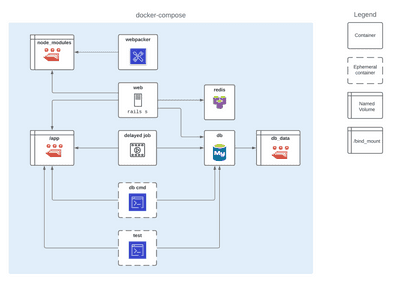 docker-compose
Legend
node_modules
webpacker
Container
web
rails s
redis
Ephemeral
container
/app
delayed job
db
db_data
Named
Volume
/bind_mount
db cmd
test